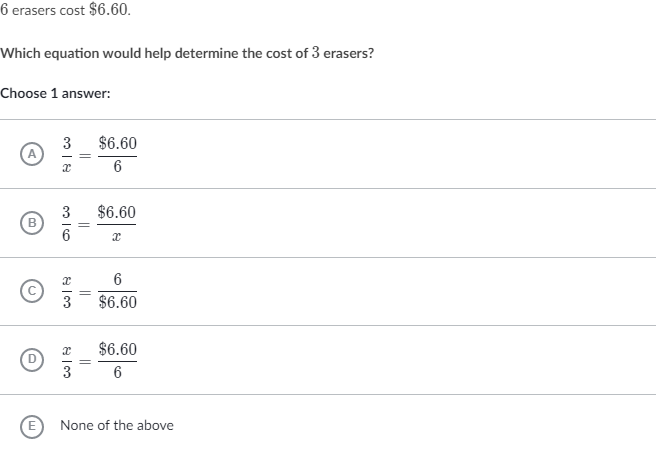 6 erasers cost $6.60.
Which equation would help determine the cost of 3 erasers?
Choose 1 answer:
A 3/x = $6.60/6
B 3/6 = $6.60/x
C x/3 = 6/$6.60
D x/3 = $6.60/6
E None of the above